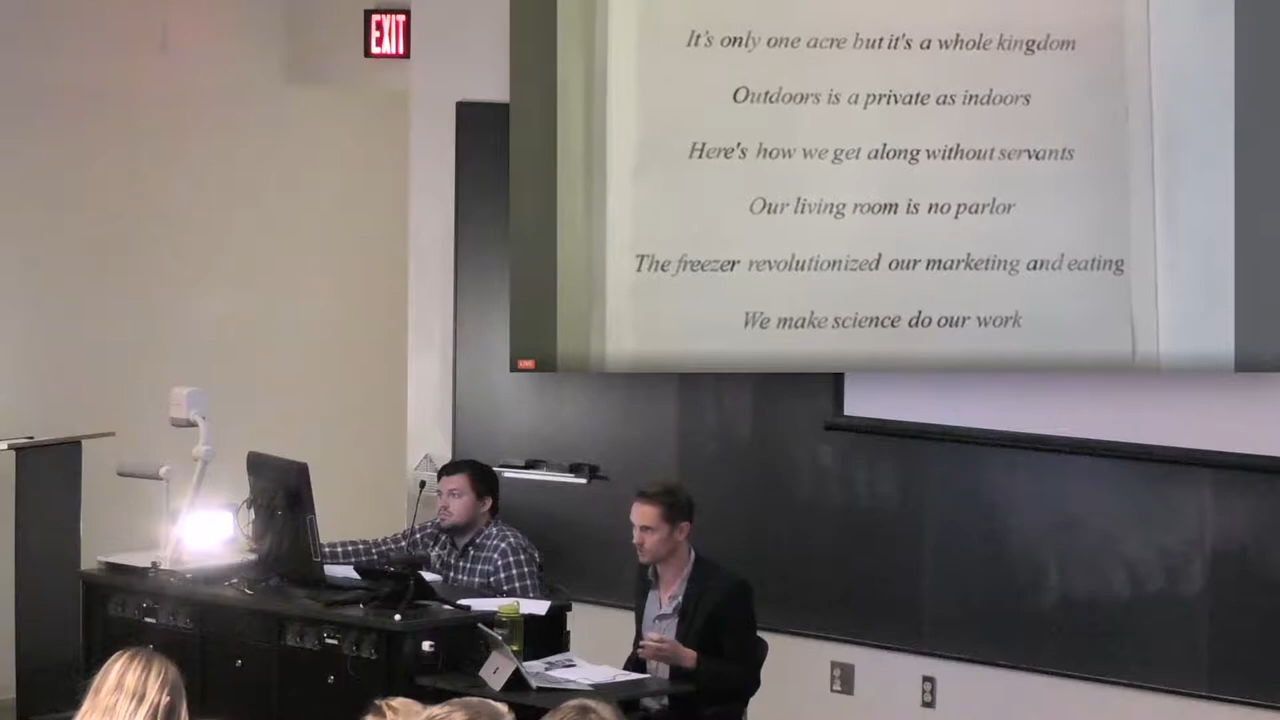 EXIT
It's only one acre but it's a whole kingdom
Outdoors is a private as indoors
Here's how we get along without servants
Our living room is no parlor
The freezer revolutionized our marketing and eating
We make science do our work
LIVE